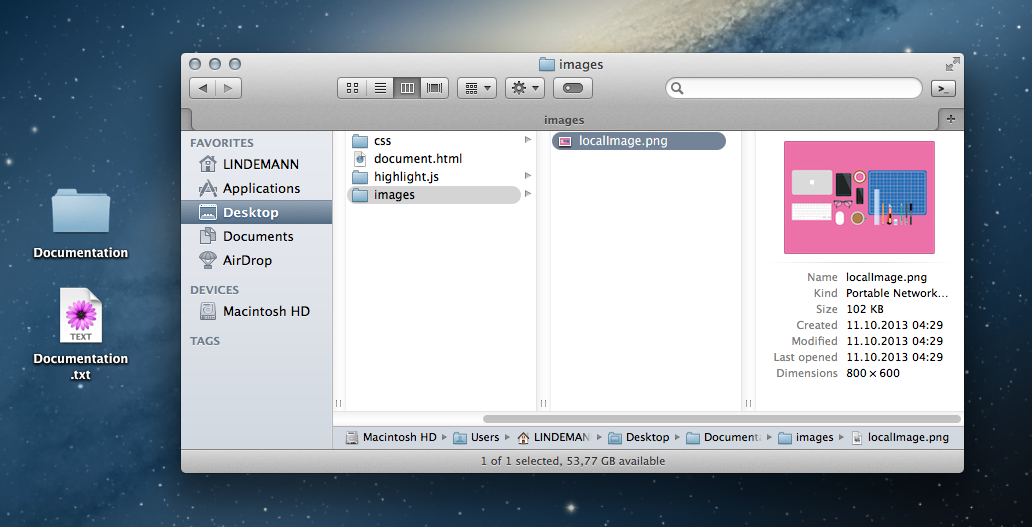 images
>_
images
FAVORITES
LINDEMANN
Applications
Desktop
Documents
AirDrop
DEVICES
Macintosh HD
TAGS
css
document.html
highlight.js
images
localImage.png
Name localImage.png
Kind Portable Network...
Size 102 KB
Created 11.10.2013 04:29
Modified 11.10.2013 04:29
Last opened 11.10.2013 04:29
Dimensions 800 × 600
Macintosh HD Users LINDEMAN Desktop Document images localImage.png
1 of 1 selected, 53,77 GB available
Documentation
TEXT
Documentation
.txt